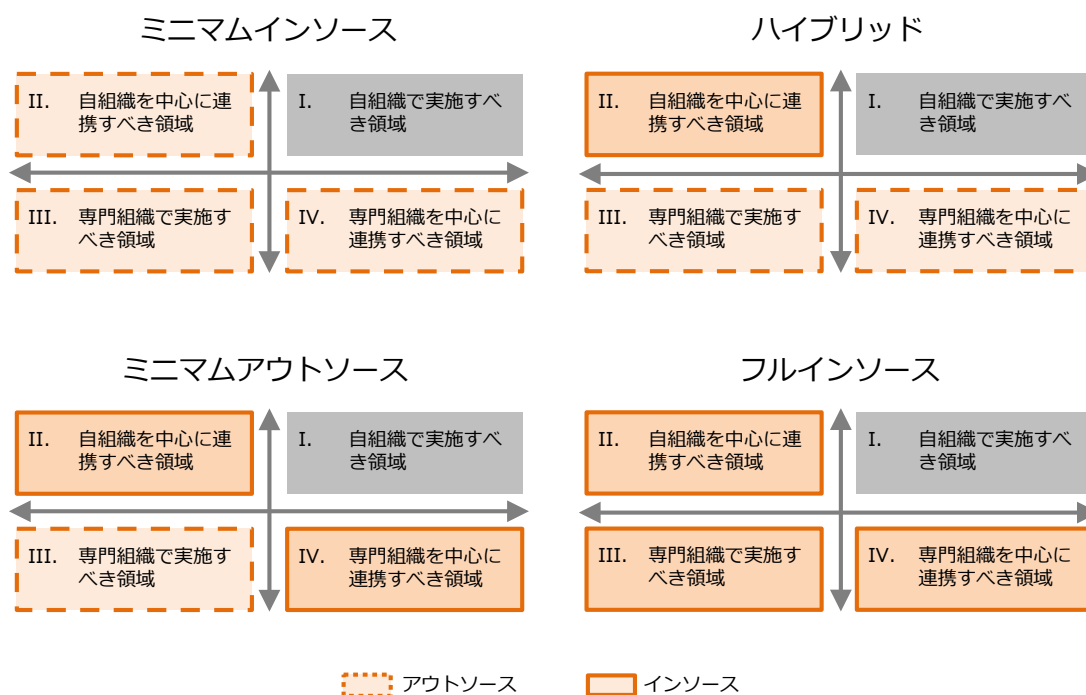 ミニマムインソース
II. 自組織を中心に連
携すべき領域
I. 自組織で実施すべ
き領域
III. 専門組織で実施す
べき領域
IV. 専門組織を中心に
連携すべき領域
ハイブリッド
II. 自組織を中心に連
携すべき領域
I. 自組織で実施すべ
き領域
III. 専門組織で実施す
べき領域
IV. 専門組織を中心に
連携すべき領域
ミニマムアウトソース
II. 自組織を中心に連
携すべき領域
I. 自組織で実施すべ
き領域
III. 専門組織で実施す
べき領域
IV. 専門組織を中心に
連携すべき領域
フルインソース
II. 自組織を中心に連
携すべき領域
I. 自組織で実施すべ
き領域
III. 専門組織で実施す
べき領域
IV. 専門組織を中心に
連携すべき領域
アウトソース
インソース